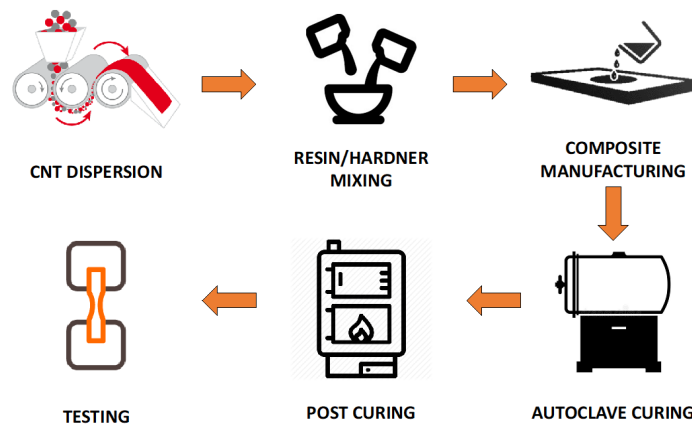 CNT DISPERSION
RESIN/HARDNER
MIXING
COMPOSITE
MANUFACTURING
TESTING
POST CURING
AUTOCLAVE CURING